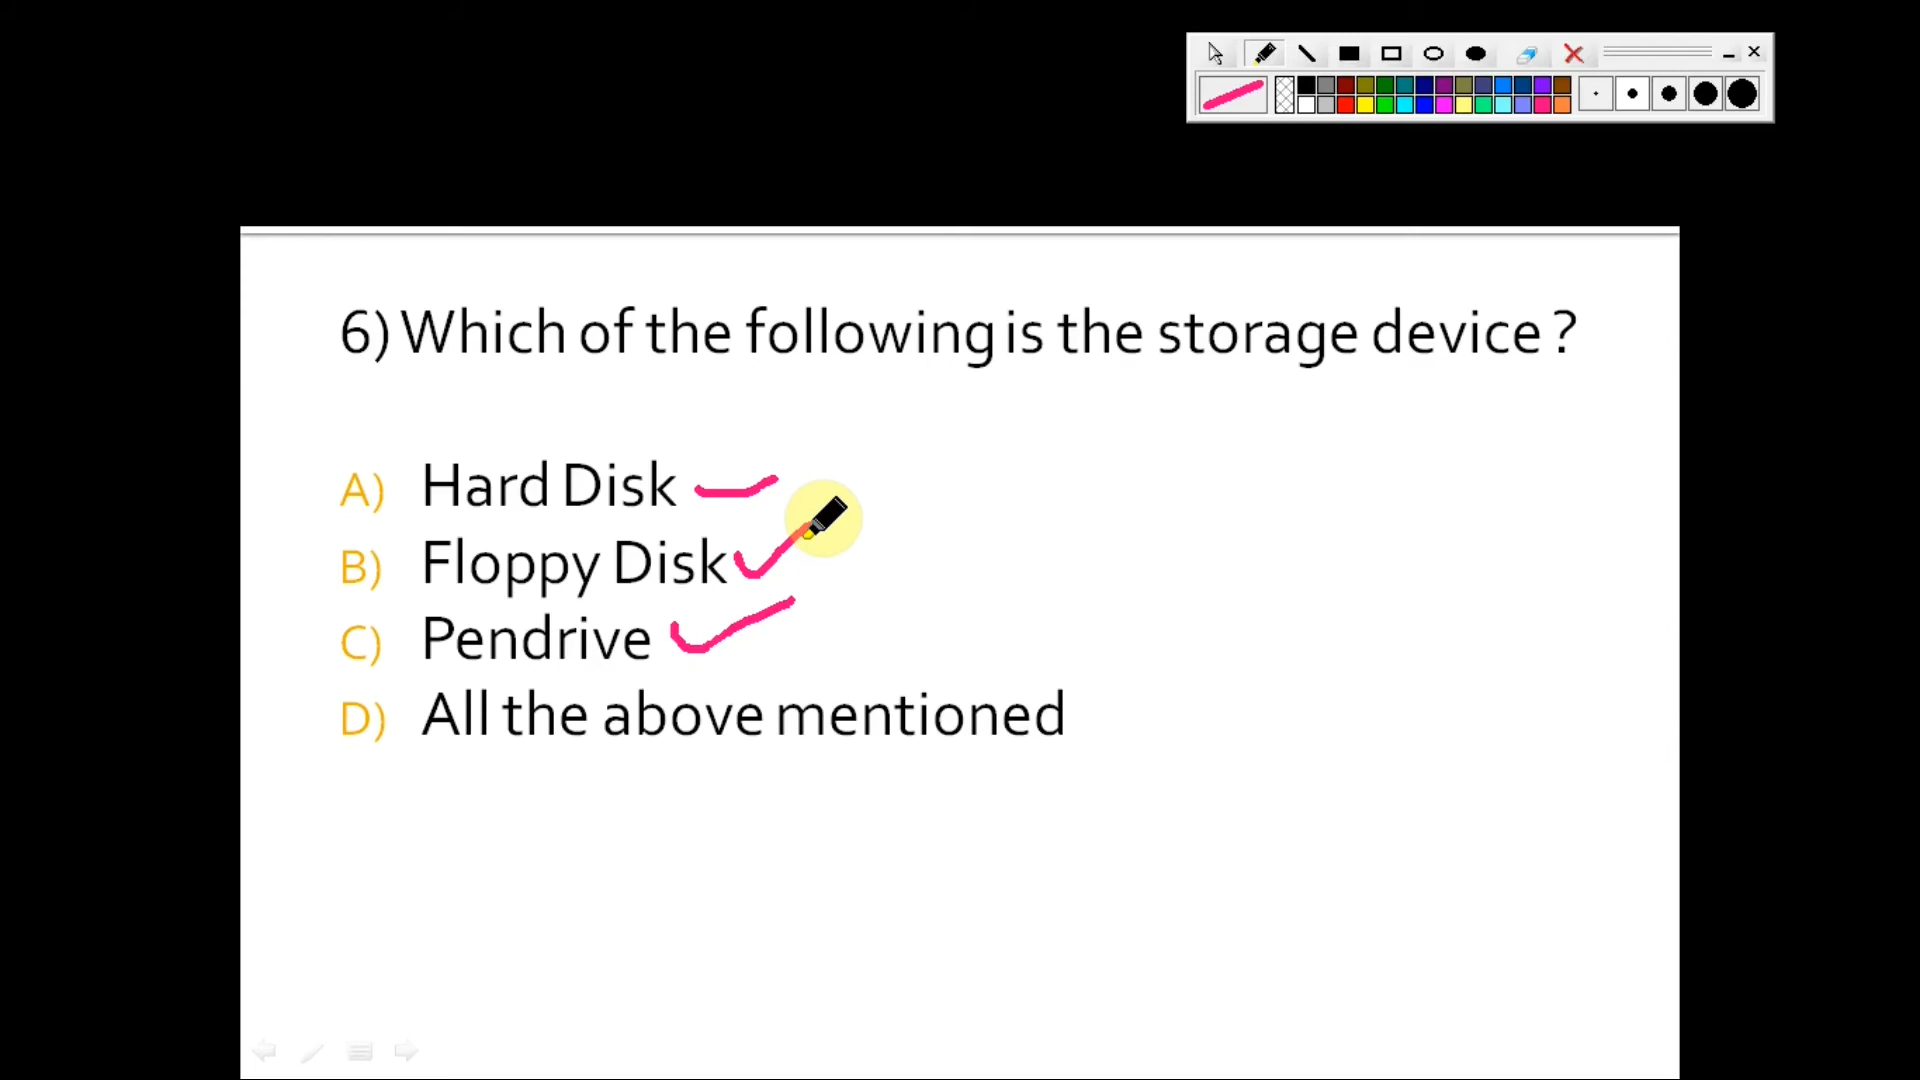 6) Which of the following is the storage device ?
A) Hard Disk
B) Floppy Disk
C) Pendrive
D) All the above mentioned